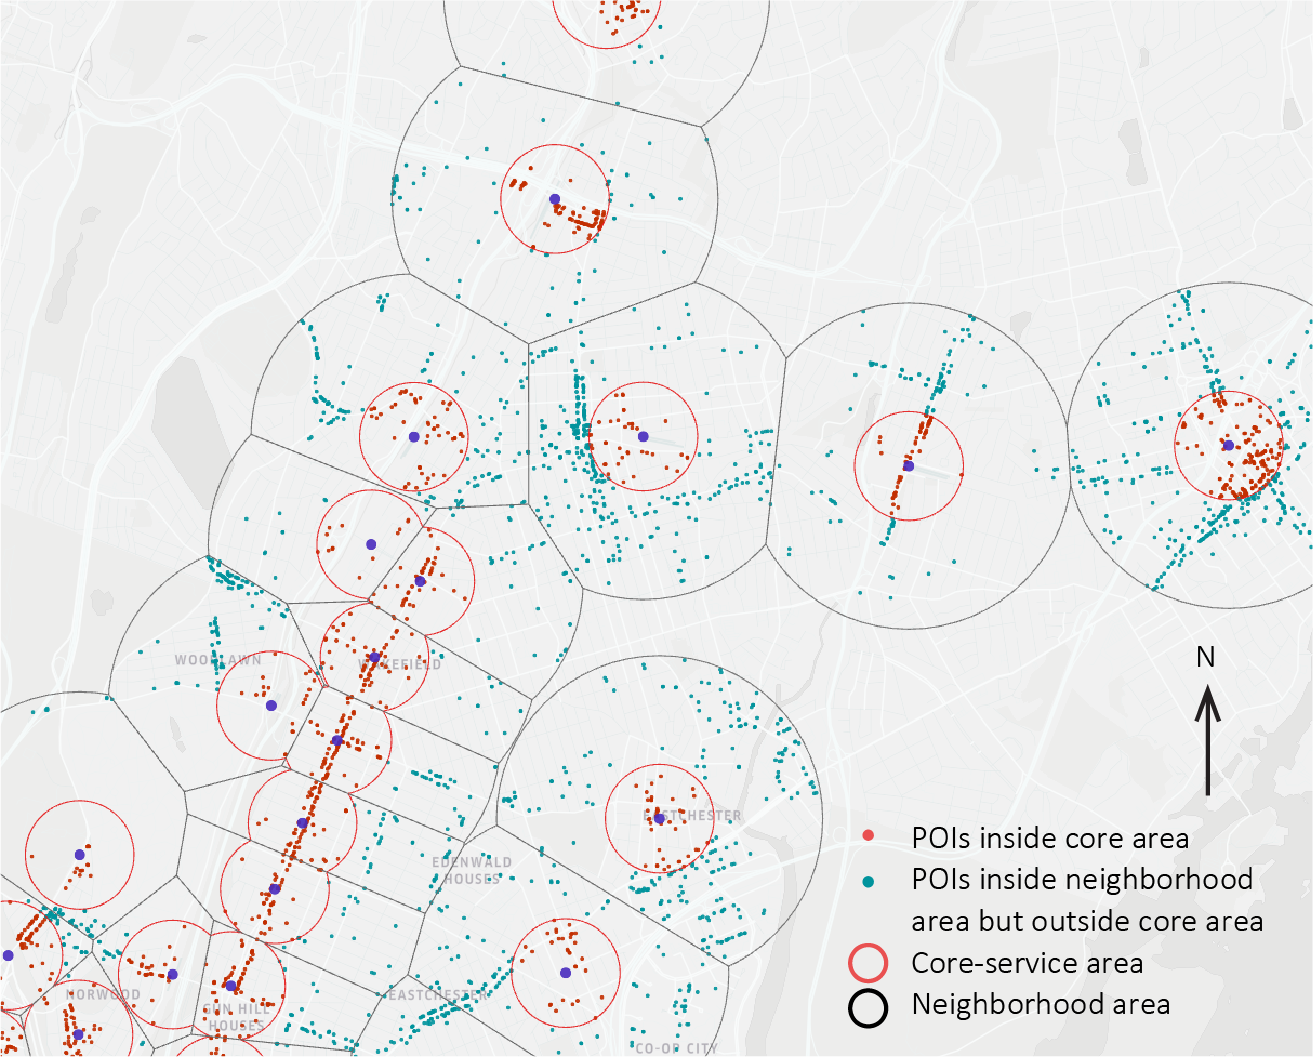 N
WOODLAWN
WAKEFIELD
EASTCHESTER
POIs inside core area
EDENWALD
HOUSES
POIs inside neighborhood
area but outside core area
Core-service area
NORWOOD
EASTCHESTER
Neighborhood area
GUN HILL
HOUSES
CO-OP CITY